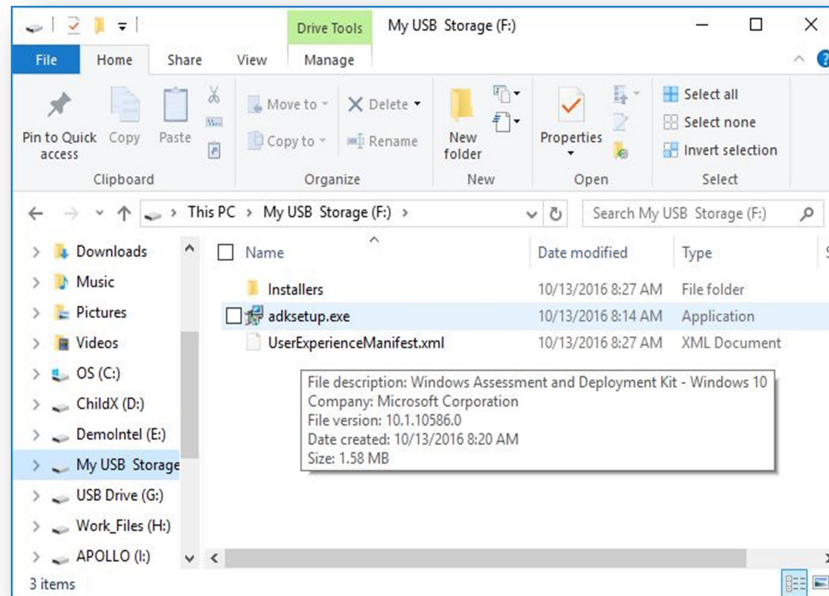 Drive Tools My USB Storage (F:)
File Home Share View Manage
Pin to Quick access
Copy
Paste
Move to
Copy to
Delete
Rename
New folder
Properties
Select all
Select none
Invert selection
Clipboard Organize New Open Select
This PC > My USB Storage (F:) >
Search My USB Storage (F:)
Name Date modified Type
Installers 10/13/2016 8:27 AM File folder
adksetup.exe 10/13/2016 8:14 AM Application
UserExperienceManifest.xml 10/13/2016 8:27 AM XML Document
File description: Windows Assessment and Deployment Kit - Windows 10
Company: Microsoft Corporation
File version: 10.1.10586.0
Date created: 10/13/2016 8:20 AM
Size: 1.58 MB
Downloads
Music
Pictures
Videos
OS (C:)
ChildX (D:)
DemoIntel (E:)
My USB Storage
USB Drive (G:)
Work_Files (H:)
APOLLO (I:)
3 items